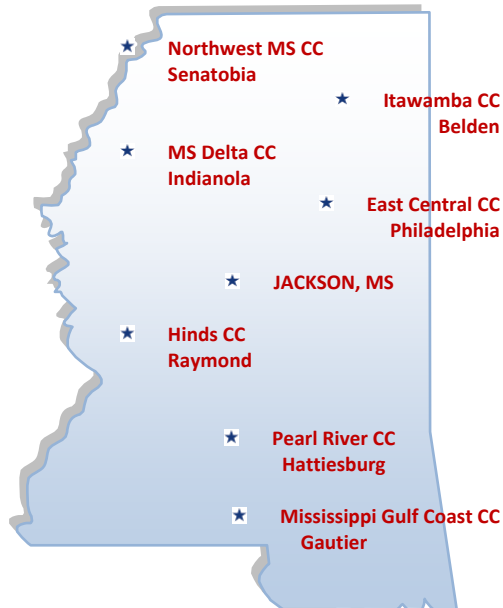 Northwest MS CC
Senatobia
Itawamba CC
Belden
MS Delta CC
Indianola
East Central CC
Philadelphia
JACKSON, MS
Hinds CC
Raymond
Pearl River CC
Hattiesburg
Mississippi Gulf Coast CC
Gautier